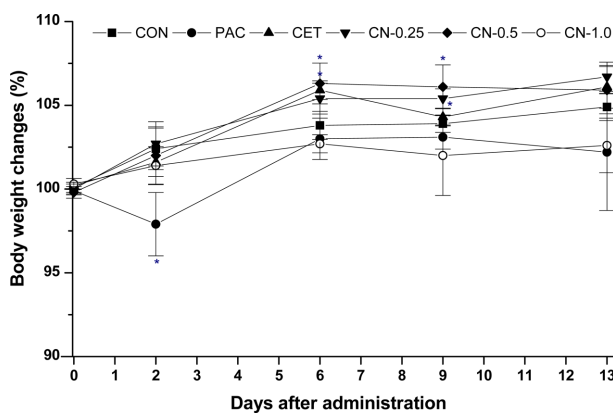 110
CON PAC CET CN-0.25 CN-0.5 CN-1.0
*
*
*
105
*
100
*
95
90
Body weight changes (%)
0 1 2 3 4 5 6 7 8 9 10 11 12 13
Days after administration